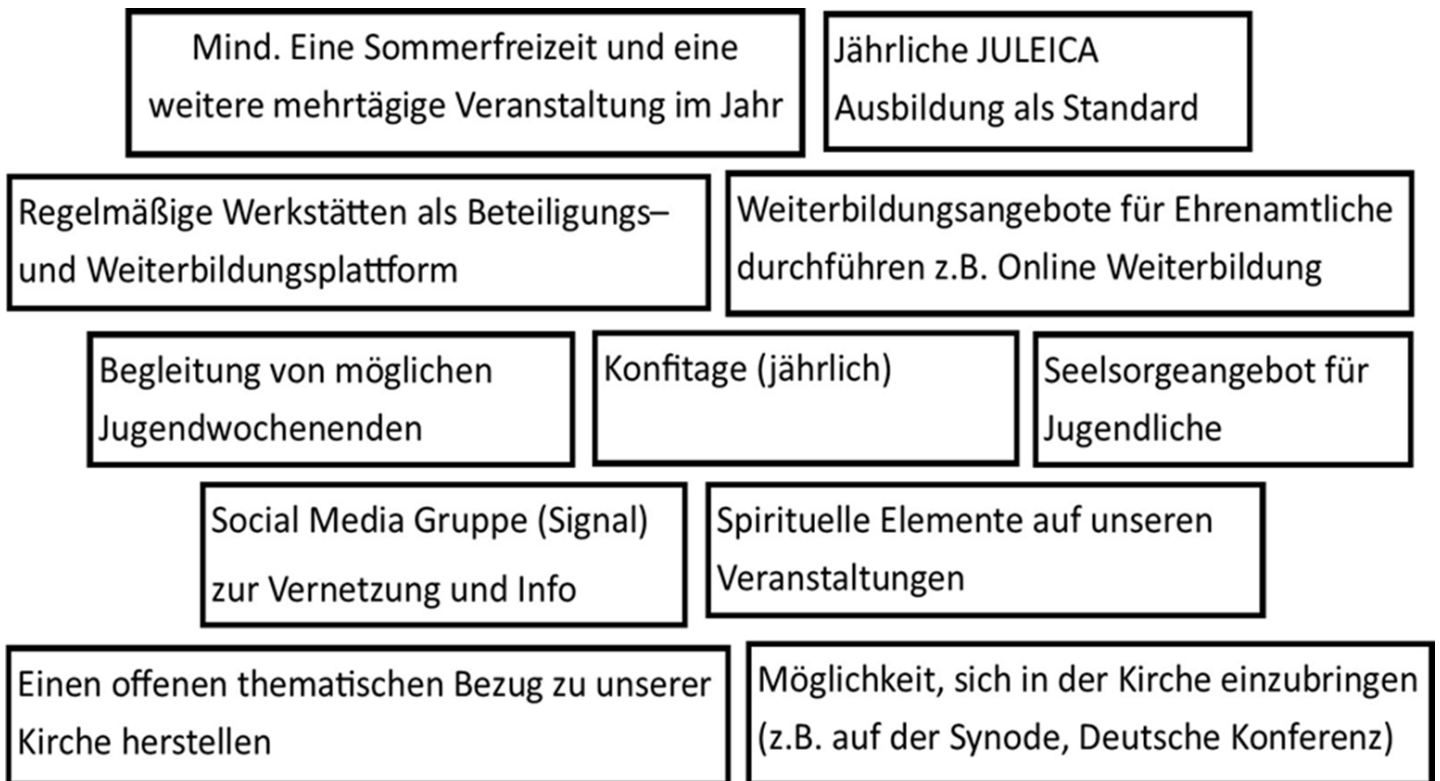 Mind. Eine Sommerfreizeit und eine
weitere mehrtägige Veranstaltung im Jahr
Jährliche JULEICA
Ausbildung als Standard
Regelmäßige Werkstätten als Beteiligungs–
und Weiterbildungsplattform
Weiterbildungsangebote für Ehrenamtliche
durchführen z.B. Online Weiterbildung
Begleitung von möglichen
Jugendwochenenden
Konfitage (jährlich)
Seelsorgeangebot für
Jugendliche
Social Media Gruppe (Signal)
zur Vernetzung und Info
Spirituelle Elemente auf unseren
Veranstaltungen
Einen offenen thematischen Bezug zu unserer
Kirche herstellen
Möglichkeit, sich in der Kirche einzubringen
(z.B. auf der Synode, Deutsche Konferenz)